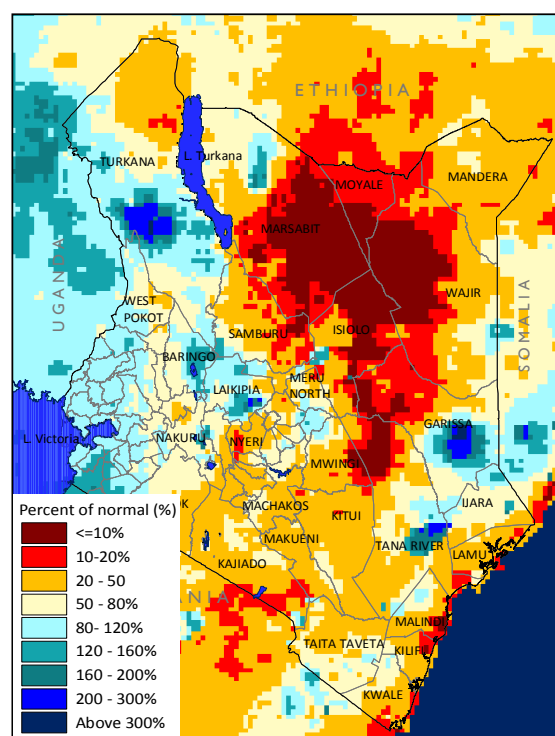 ETHIOPIA
L. Turkana
TURKANA
MOYALE
MANDERA
MARSABIT
UGANDA
WAJIR
SOMALIA
WEST
POKOT
SAMBURU
ISIOLO
BARINGO
LAIKIPIA
MERU
NORTH
L. Victoria
NAKURU
NYERI
GARISSA
MWINGI
IJARA
MACHAKOS
KITUI
K
MAKUENI
TANA RIVER
LAMU
KAJIADO
ANIA
MALINDI
TAITA TAVETA
KILIFI
KWALE
Percent of normal (%)
<=10%
10-20%
20 - 50
50 - 80%
80- 120%
120 - 160%
160 - 200%
200 - 300%
Above 300%